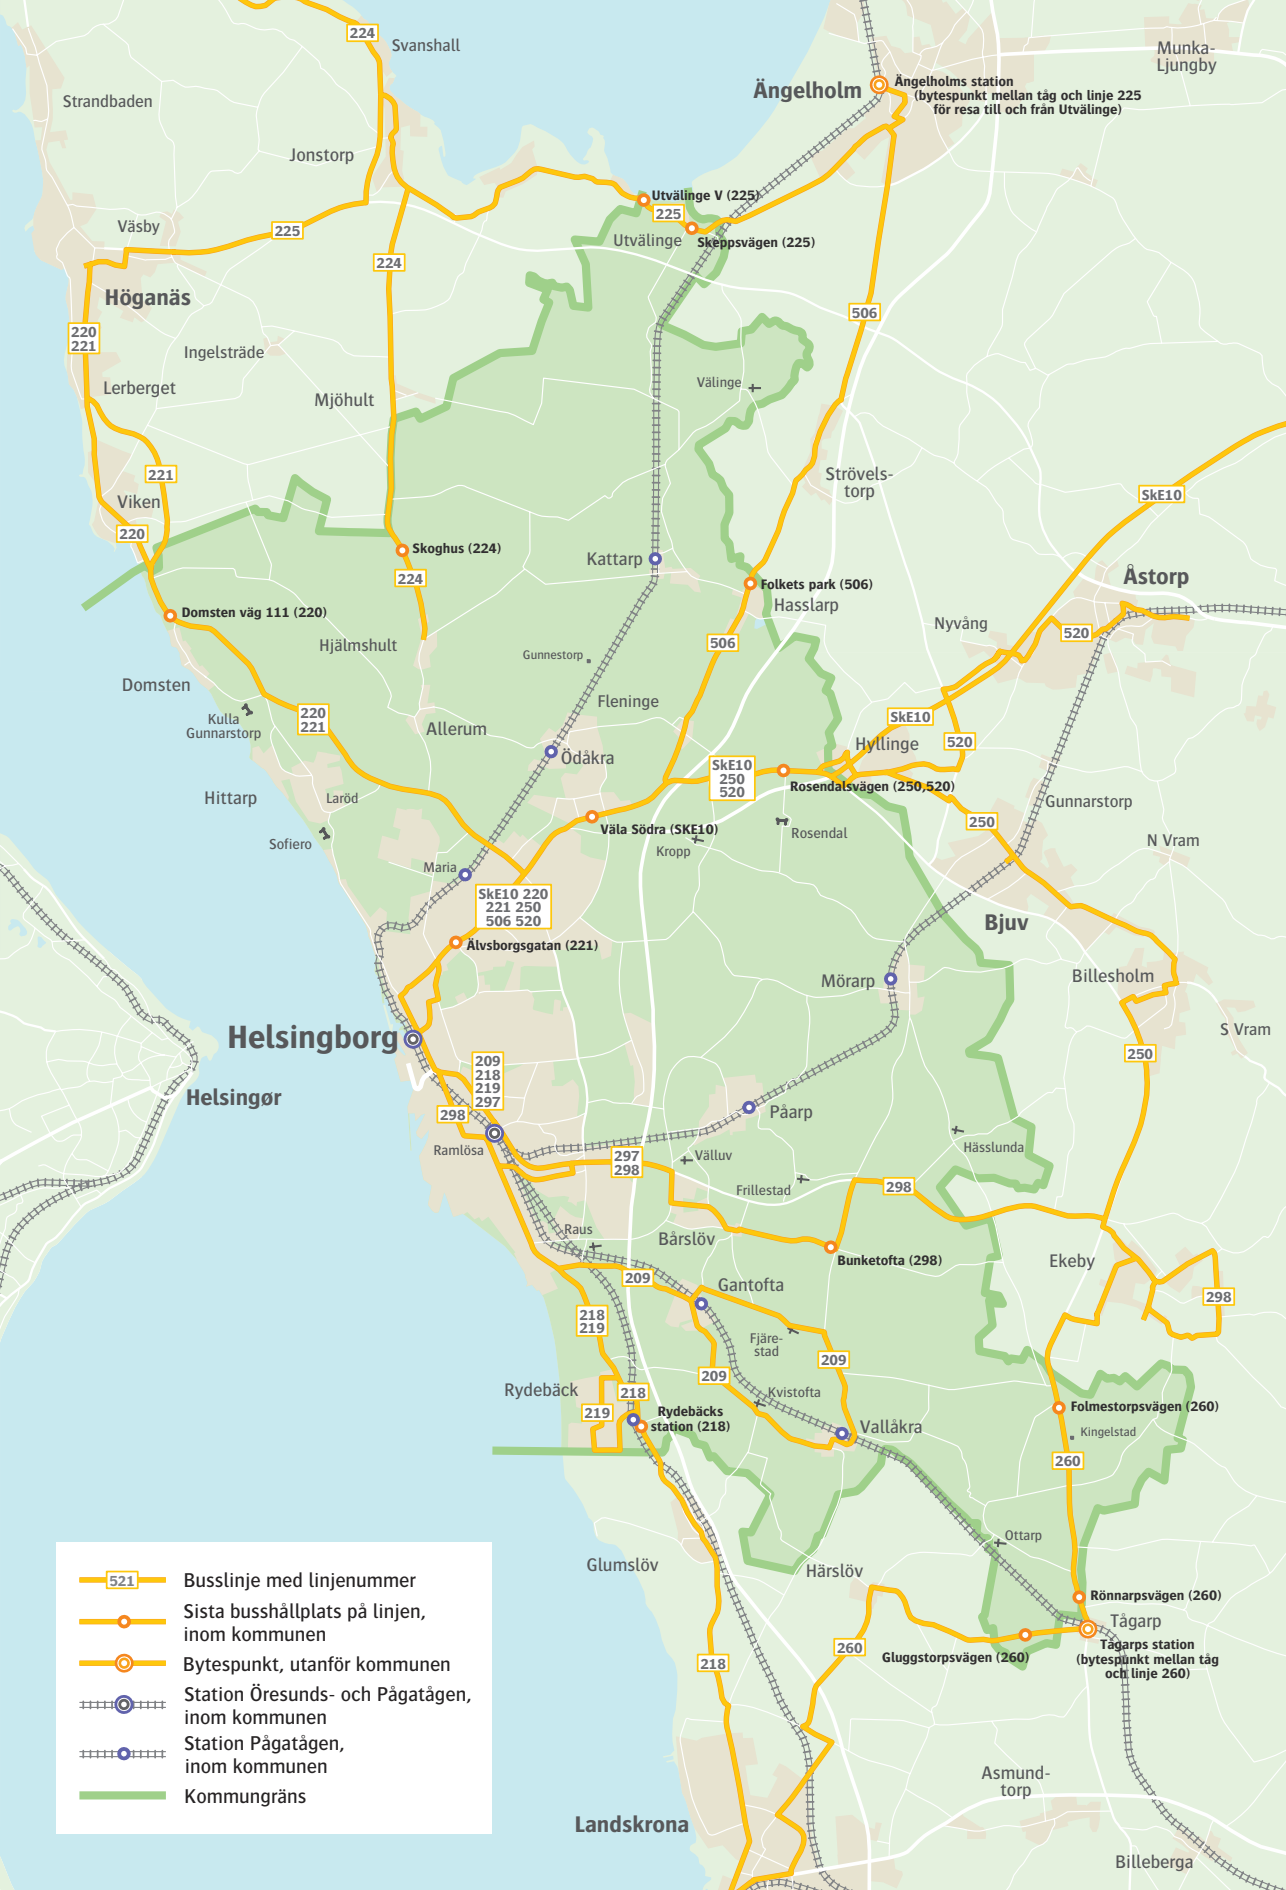 224
Svanshall
Munka-
Ljungby
Ängelholm
Ängelholms station
(bytespunkt mellan tåg och linje 225
för resa till och från Utvälinge)
Strandbaden
Jonstorp
Utvälinge V (225)
225
Väsby
225
Utvälinge
Skeppsvägen (225)
224
Höganäs
506
220
221
Ingelsträde
Lerberget
Mjöhult
Välinge
221
Strövels-
torp
SkE10
Viken
220
Skoghus (224)
Kattarp
224
Folkets park (506)
Åstorp
Hasslarp
Domsten väg 111 (220)
Nyvång
520
Hjälmshult
506
Gunnestorp
Domsten
Fleninge
Kulla
Gunnarstorp
220
221
SkE10
Allerum
Hyllinge
520
Ödåkra
SkE10
250
520
Rosendalsvägen (250,520)
Hittarp
Laröd
Gunnarstorp
Väla Södra (SKE10)
250
Rosendal
Sofiero
Kropp
N Vram
Maria
SkE10 220
221 250
506 520
Bjuv
Älvsborgsgatan (221)
Mörarp
Billesholm
Helsingborg
S Vram
250
209
218
219
297
Helsingør
298
Påarp
Ramlösa
Hässlunda
297
298
Välluv
Frillestad
298
Raus
Bårslöv
Bunketofta (298)
Ekeby
209
Gantofta
298
218
219
Fjäre-
stad
209
209
Rydebäck
218
Kvistofta
219
Rydebäcks
station (218)
Folmestorpsvägen (260)
Vallåkra
Kingelstad
260
Ottarp
Glumslöv
Härslöv
Rönnarpsvägen (260)
Tågarp
260
Gluggstorpsvägen (260)
Tågarps station
(bytespunkt mellan tåg
och linje 260)
218
Asmund-
torp
Landskrona
Billeberga
521
Busslinje med linjenummer
Sista busshållplats på linjen,
inom kommunen
Bytespunkt, utanför kommunen
Station Öresunds- och Pågatågen,
inom kommunen
Station Pågatågen,
inom kommunen
Kommungräns